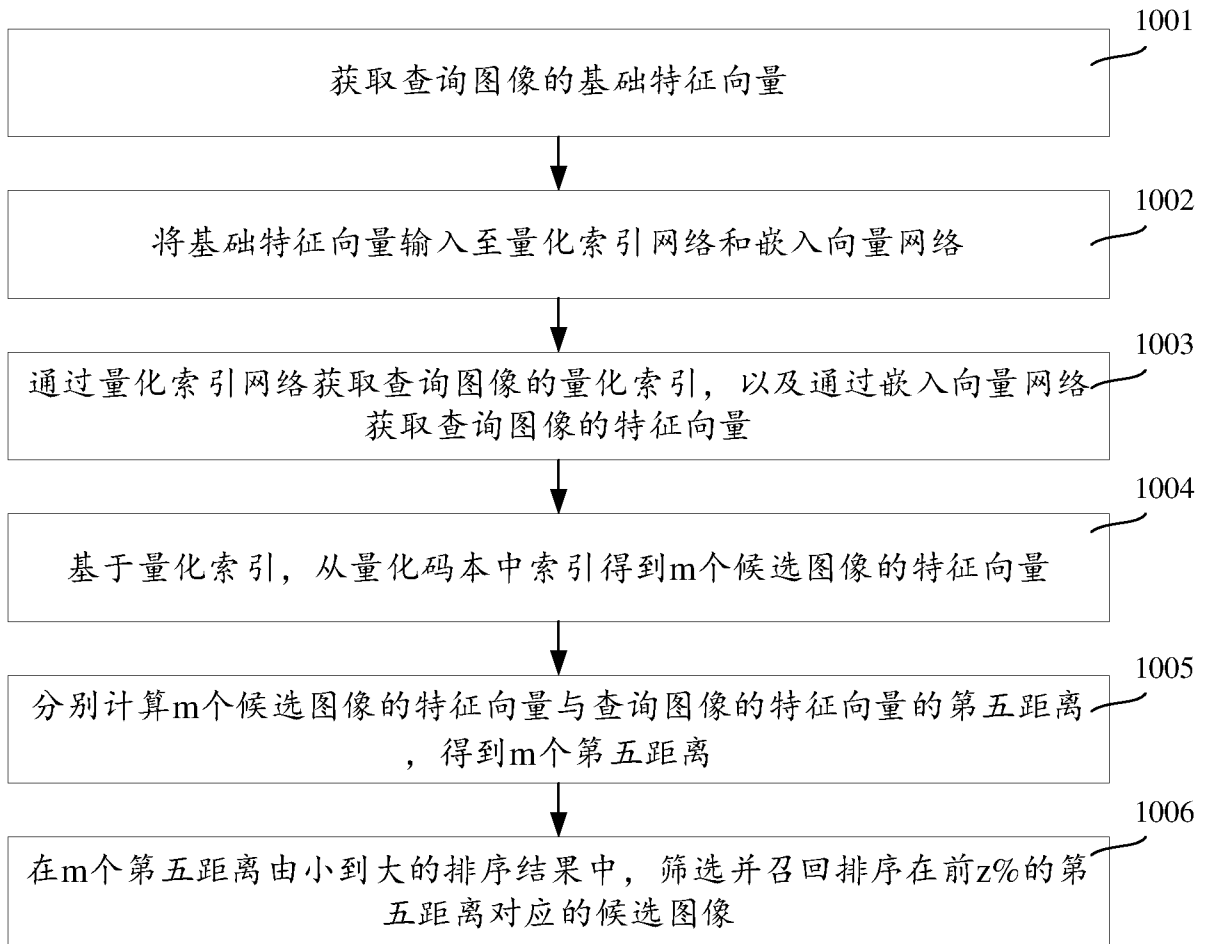 1001
获取查询图像的基础特征向量
1002
将基础特征向量输入至量化索引网络和嵌入向量网络
1003
通过量化索引网络获取查询图像的量化索引，以及通过嵌入向量网络
获取查询图像的特征向量
1004
基于量化索引，从量化码本中索引得到m个候选图像的特征向量
1005
分别计算m个候选图像的特征向量与查询图像的特征向量的第五距离
，得到m个第五距离
1006
在m个第五距离由小到大的排序结果中，筛选并召回排序在前z%的第
五距离对应的候选图像